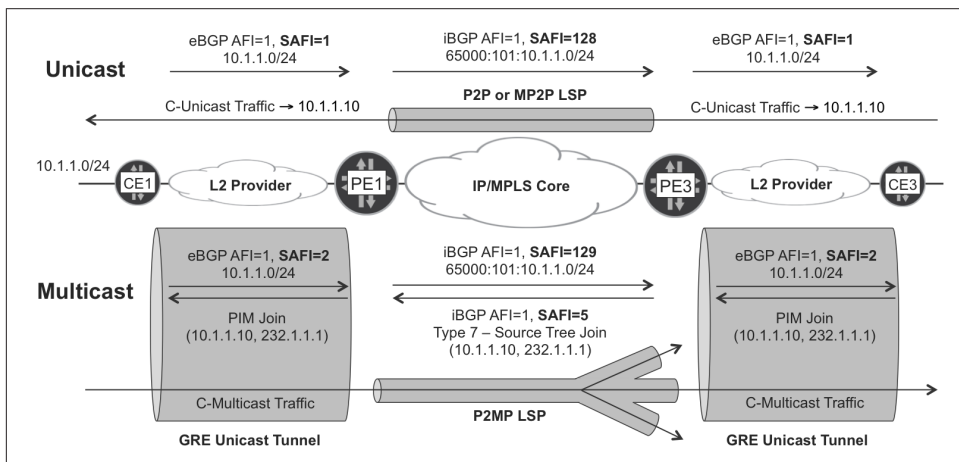 eBGP AFI=1, SAFI=1
10.1.1.0/24
iBGP AFI=1, SAFI=128
65000:101:10.1.1.0/24
eBGP AFI=1, SAFI=1
10.1.1.0/24
Unicast
P2P or MP2P LSP
C-Unicast Traffic → 10.1.1.10
C-Unicast Traffic → 10.1.1.10
10.1.1.0/24
CE1
L2 Provider
PE1
IP/MPLS Core
PE3
L2 Provider
CE3
Multicast
eBGP AFI=1, SAFI=2
10.1.1.0/24
PIM Join
(10.1.1.10, 232.1.1.1)
iBGP AFI=1, SAFI=129
65000:101:10.1.1.0/24
iBGP AFI=1, SAFI=5
Type 7 – Source Tree Join
(10.1.1.10, 232.1.1.1)
eBGP AFI=1, SAFI=2
10.1.1.0/24
PIM Join
(10.1.1.10, 232.1.1.1)
C-Multicast Traffic
P2MP LSP
C-Multicast Traffic
GRE Unicast Tunnel
GRE Unicast Tunnel